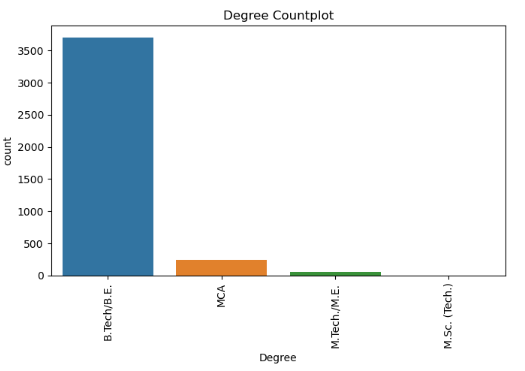 Degree Countplot
3500
3000
2500
2000
1500
1000
500
0
count
B.Tech/B.E.
MCA
M.Tech./M.E.
M.Sc. (Tech.)
Degree